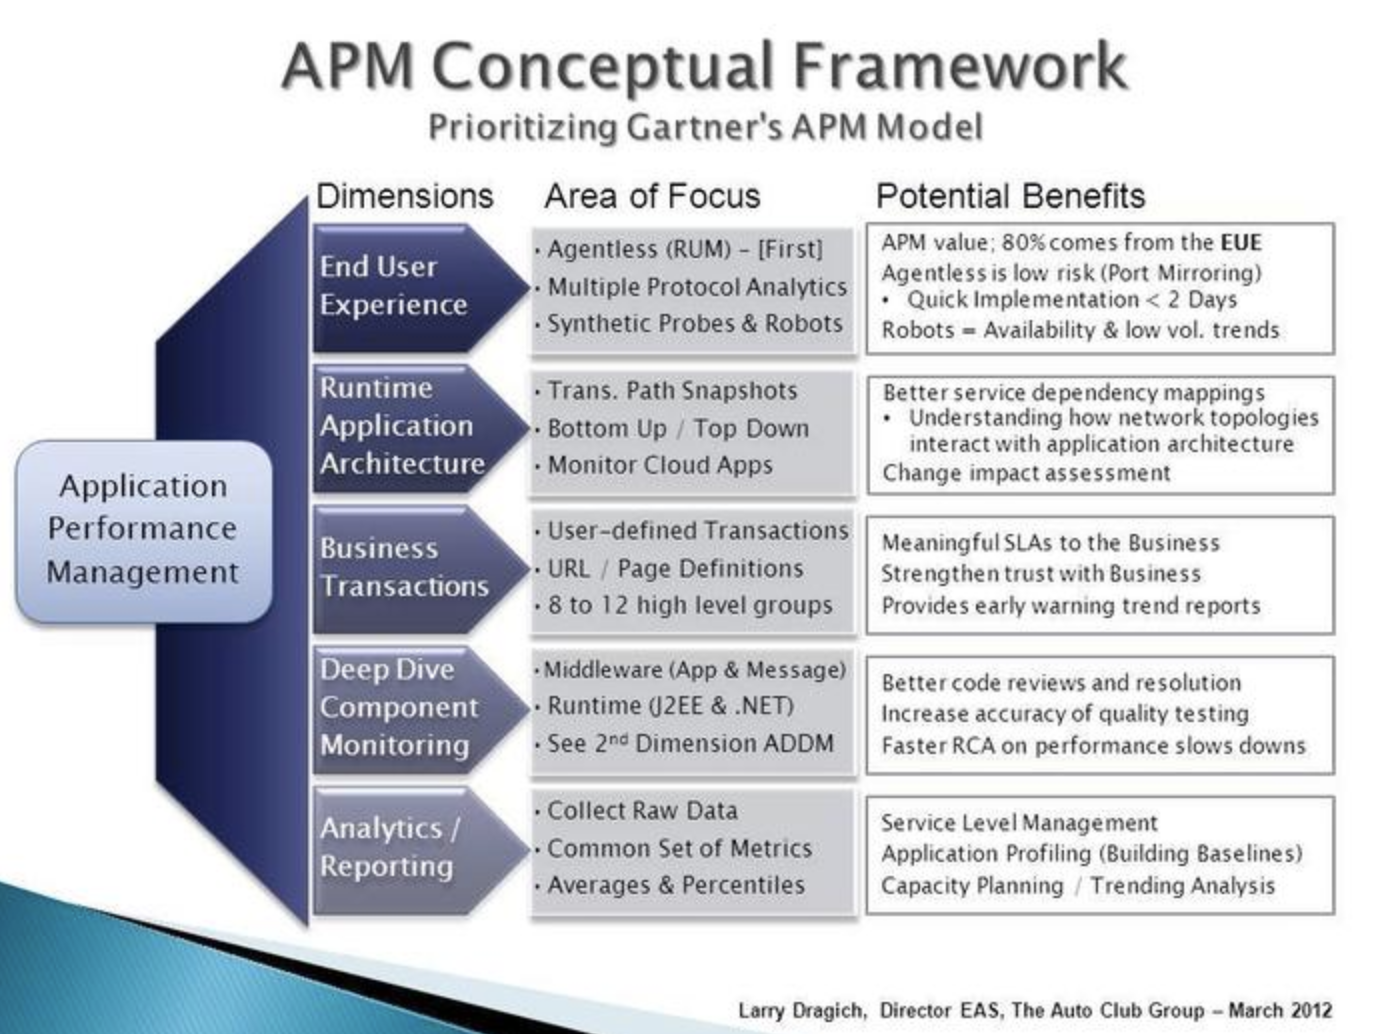 APM Conceptual Framework
Prioritizing Gartner's APM Model
Dimensions
Area of Focus
Potential Benefits
Application
Performance
Management
End User
Experience
· Agentless (RUM) – [First]
· Multiple Protocol Analytics
· Synthetic Probes & Robots
APM value; 80% comes from the EUE
Agentless is low risk (Port Mirroring)
• Quick Implementation < 2 Days
Robots = Availability & low vol. trends
Runtime
Application
Architecture
· Trans. Path Snapshots
· Bottom Up / Top Down
· Monitor Cloud Apps
Better service dependency mappings
• Understanding how network topologies
interact with application architecture
Change impact assessment
Business
Transactions
· User-defined Transactions
· URL / Page Definitions
· 8 to 12 high level groups
Meaningful SLAs to the Business
Strengthen trust with Business
Provides early warning trend reports
Deep Dive
Component
Monitoring
· Middleware (App & Message)
· Runtime (J2EE & .NET)
· See 2nd Dimension ADDM
Better code reviews and resolution
Increase accuracy of quality testing
Faster RCA on performance slows downs
Analytics /
Reporting
· Collect Raw Data
· Common Set of Metrics
· Averages & Percentiles
Service Level Management
Application Profiling (Building Baselines)
Capacity Planning / Trending Analysis
Larry Dragich, Director EAS, The Auto Club Group – March 2012